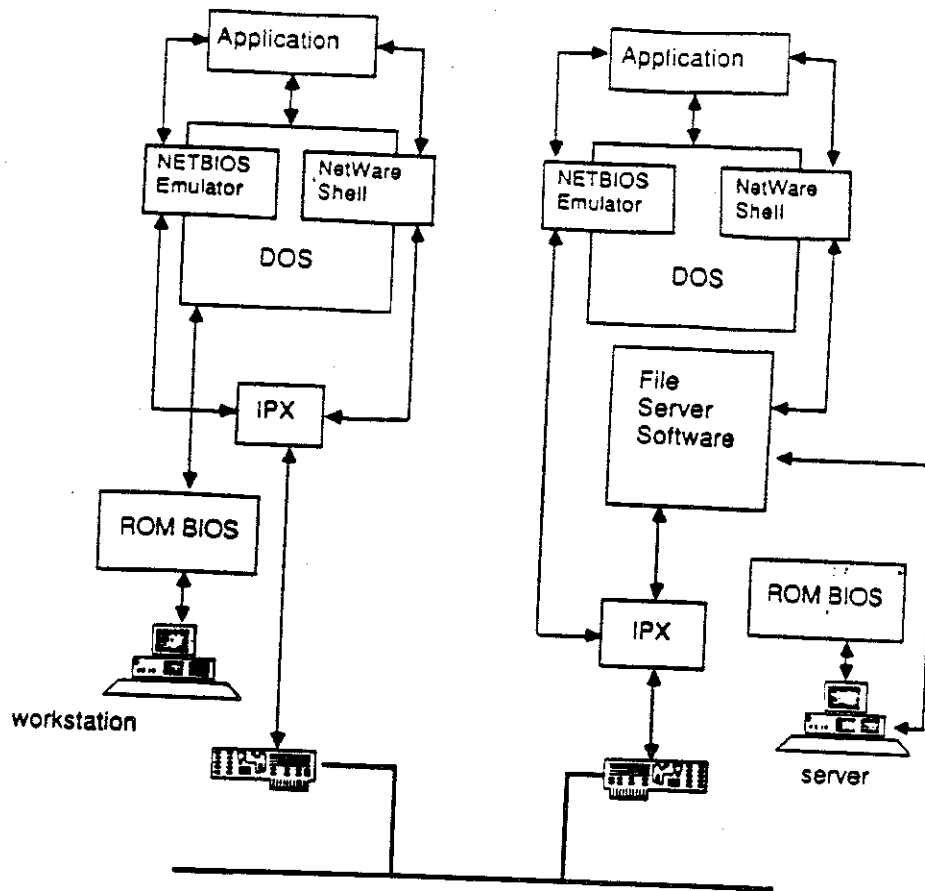 Application
NETBIOS
Emulator
NetWare
Shell
DOS
IPX
ROM BIOS
workstation
Application
NETBIOS
Emulator
NetWare
Shell
DOS
File
Server
Software
IPX
ROM BIOS
server